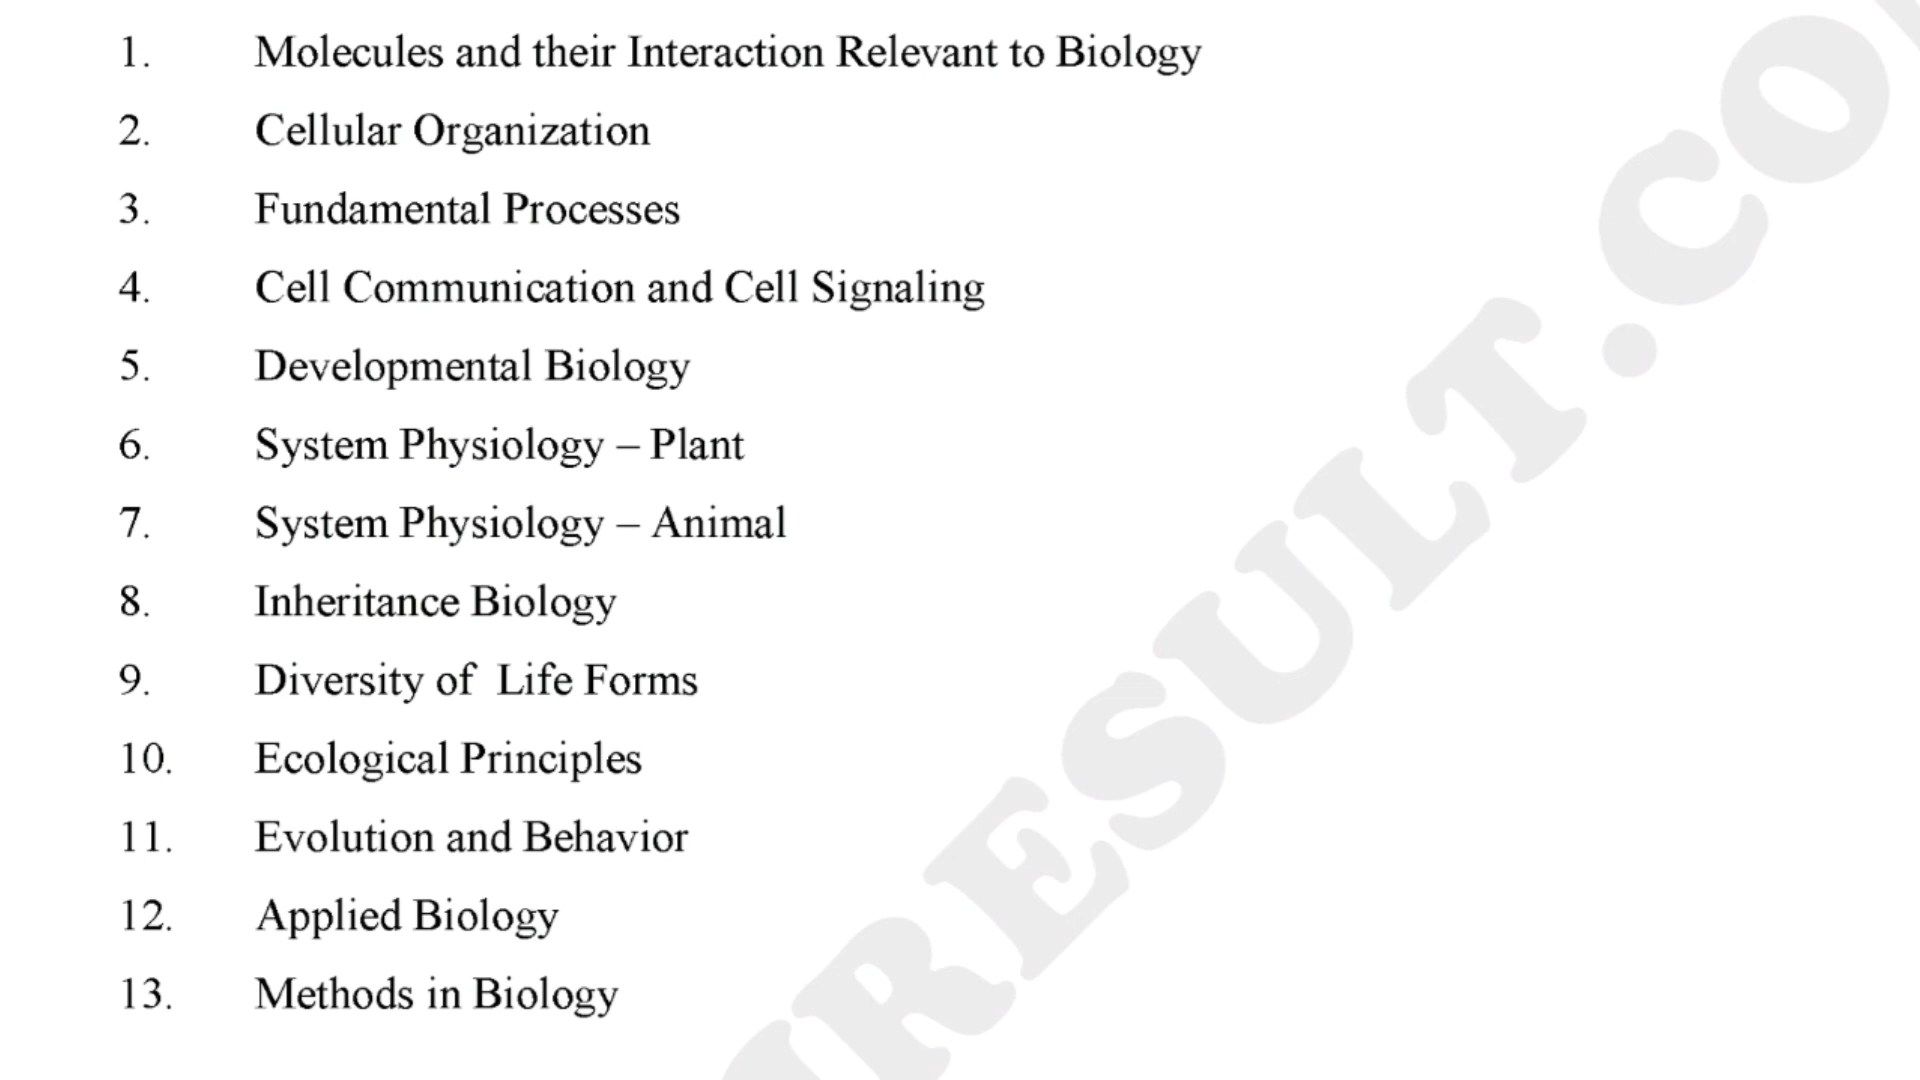 1. Molecules and their Interaction Relevant to Biology
2. Cellular Organization
3. Fundamental Processes
4. Cell Communication and Cell Signaling
5. Developmental Biology
6. System Physiology – Plant
7. System Physiology – Animal
8. Inheritance Biology
9. Diversity of Life Forms
10. Ecological Principles
11. Evolution and Behavior
12. Applied Biology
13. Methods in Biology
RESULT.CO